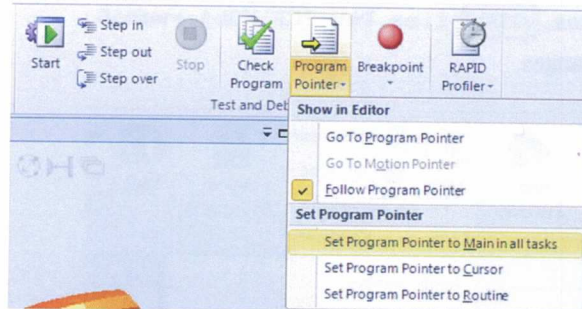 Start
Step in
Step out
Step over
Stop
Check Program
Program Pointer
Breakpoint
RAPID Profiler
Test and Deb
Show in Editor
Go To Program Pointer
Go To Motion Pointer
Follow Program Pointer
Set Program Pointer
Set Program Pointer to Main in all tasks
Set Program Pointer to Cursor
Set Program Pointer to Routine